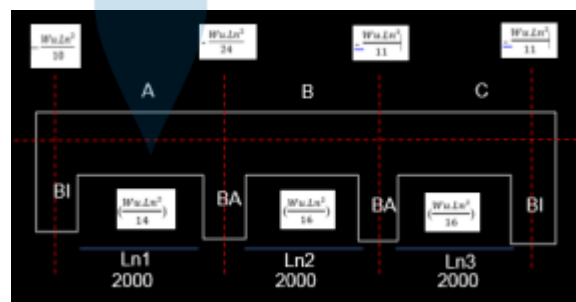 -Wu.Ln²/10 -Wu.Ln²/24 -Wu.Ln²/11 -Wu.Ln²/11
A B C
BI BA BA BI
(Wu.Ln²/14) (Wu.Ln²/16) (Wu.Ln²/16)
Ln1 Ln2 Ln3
2000 2000 2000